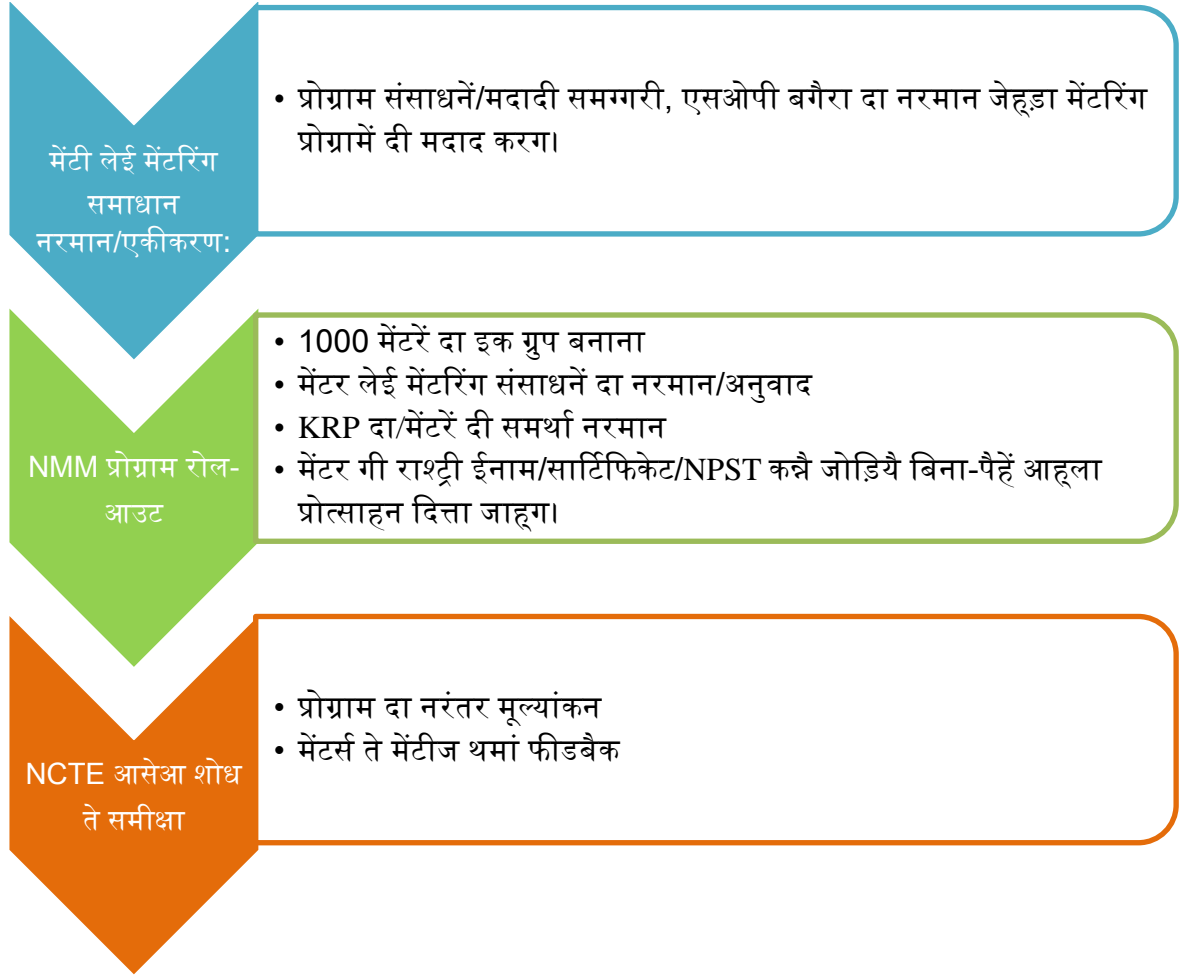 मेंटी लेई मेंटरिंग
समाधान
नरमान/एकीकरण:
• प्रोग्राम संसाधनें/मदादी समग्गरी, एसओपी बगैरा दा नरमान जेह्ड़ा मेंटरिंग
प्रोग्रामें दी मदाद करग।
NMM प्रोग्राम रोल-
आउट
• 1000 मेंटरें दा इक ग्रुप बनाना
• मेंटर लेई मेंटरिंग संसाधनें दा नरमान/अनुवाद
• KRP दा/मेंटरें दी समर्था नरमान
• मेंटर गी राश्ट्री ईनाम/सार्टिफिकेट/NPST कन्नै जोड़ियै बिना-पैहें आह्ला
प्रोत्साहन दित्ता जाह्ग।
NCTE आसेआ शोध
ते समीक्षा
• प्रोग्राम दा नरंतर मूल्यांकन
• मेंटर्स ते मेंटीज थमां फीडबैक